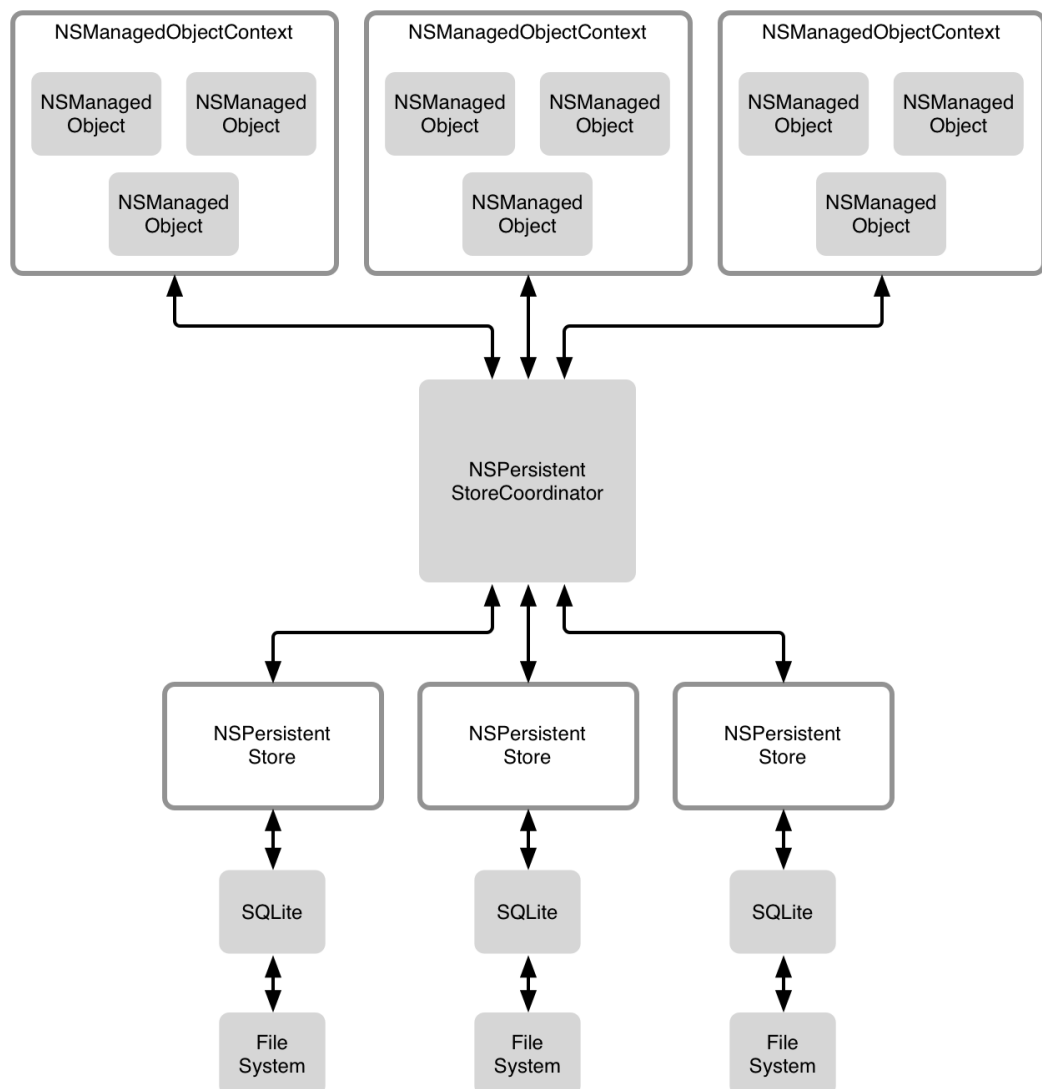 NSManagedObjectContext
NSManaged
Object
NSManaged
Object
NSManaged
Object
NSManagedObjectContext
NSManaged
Object
NSManaged
Object
NSManaged
Object
NSManagedObjectContext
NSManaged
Object
NSManaged
Object
NSManaged
Object
NSPersistent
StoreCoordinator
NSPersistent
Store
NSPersistent
Store
NSPersistent
Store
SQLite
SQLite
SQLite
File
System
File
System
File
System